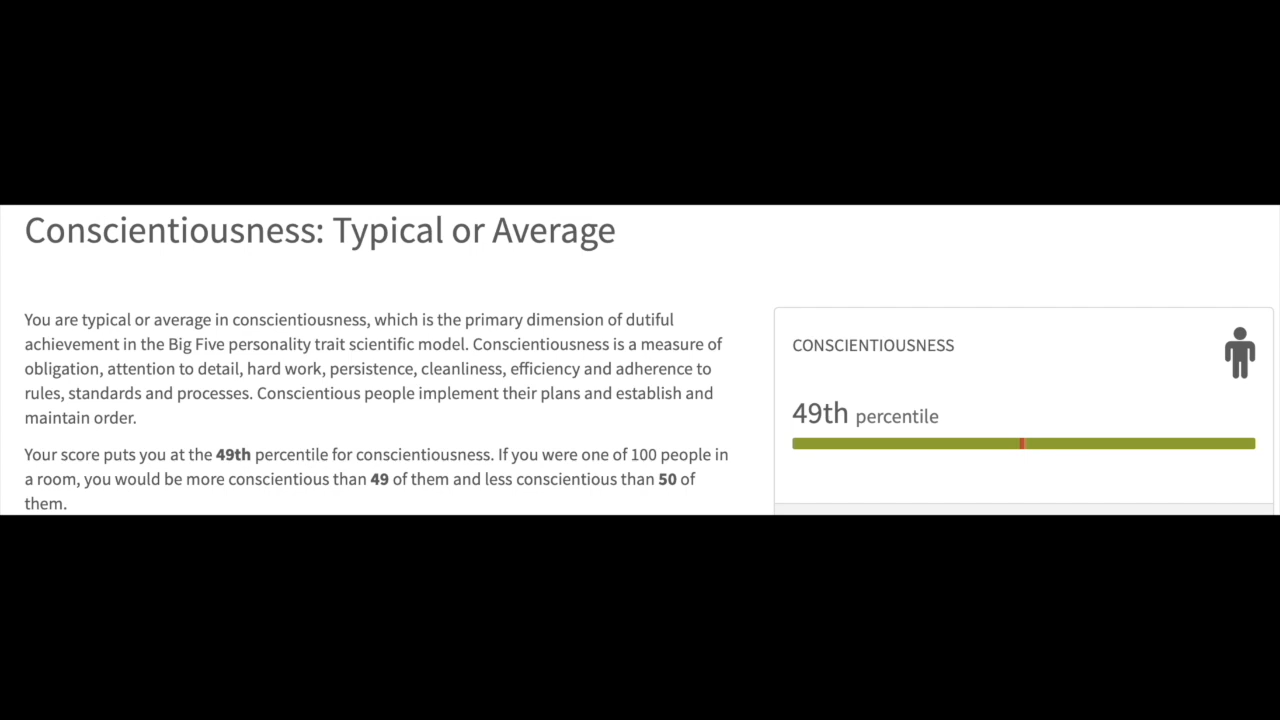 Conscientiousness: Typical or Average
You are typical or average in conscientiousness, which is the primary dimension of dutiful
achievement in the Big Five personality trait scientific model. Conscientiousness is a measure of
obligation, attention to detail, hard work, persistence, cleanliness, efficiency and adherence to
rules, standards and processes. Conscientious people implement their plans and establish and
maintain order.
Your score puts you at the 49th percentile for conscientiousness. If you were one of 100 people in
a room, you would be more conscientious than 49 of them and less conscientious than 50 of
them.
CONSCIENTIOUSNESS
49th percentile